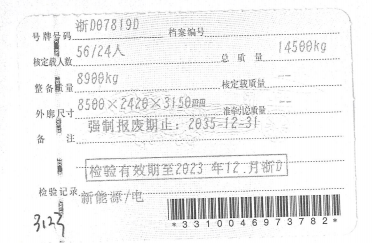 号牌号码 浙D07819D 档案编号
核定载人数 56/24人 总质量 14500kg
整备质量 8900kg 核定载质量 --
外廓尺寸 8500×2420×3150mm 准牵引总质量 --
备注 强制报废期止：2035-12-31
检验有效期至2023年12月浙D
检验记录 新能源/电
3123
*3310046973782*